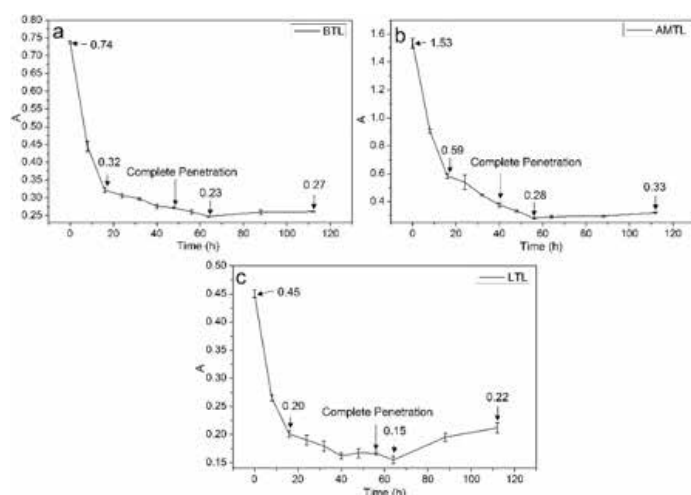 a
BTL
0.80
0.75
0.70
0.65
0.60
0.55
0.50
0.45
0.40
0.35
0.30
0.25
A
0.74
0.32
Complete Penetration
0.23
0.27
0 20 40 60 80 100 120
Time (h)
b
AMTL
1.6
1.4
1.2
1.0
0.8
0.6
0.4
A
1.53
0.59
Complete Penetration
0.28
0.33
0 20 40 60 80 100 120
Time (h)
c
LTL
0.50
0.45
0.40
0.35
0.30
0.25
0.20
0.15
A
0.45
0.20
Complete Penetration
0.15
0.22
0 20 40 60 80 100 120
Time (h)